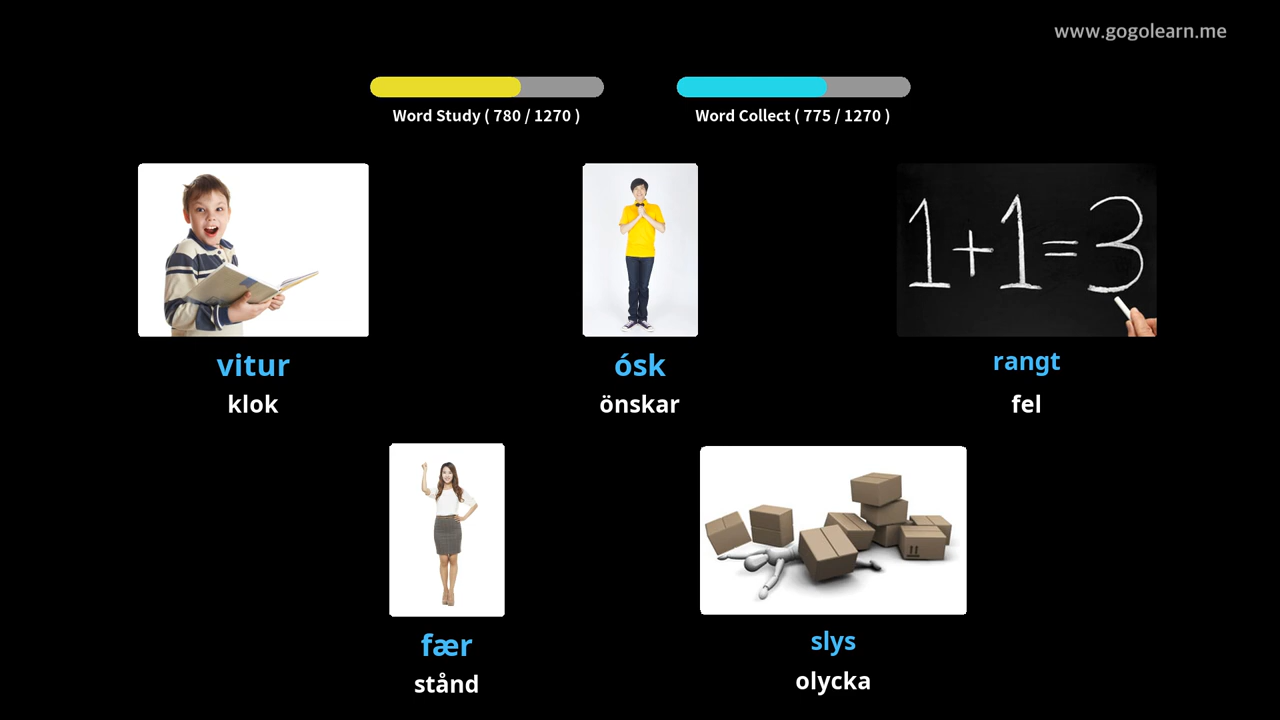 www.gogolearn.me
Word Study ( 780 / 1270 )
Word Collect ( 775 / 1270 )
1+1=3
vitur
klok
ósk
önskar
rangt
fel
fær
stånd
slys
olycka